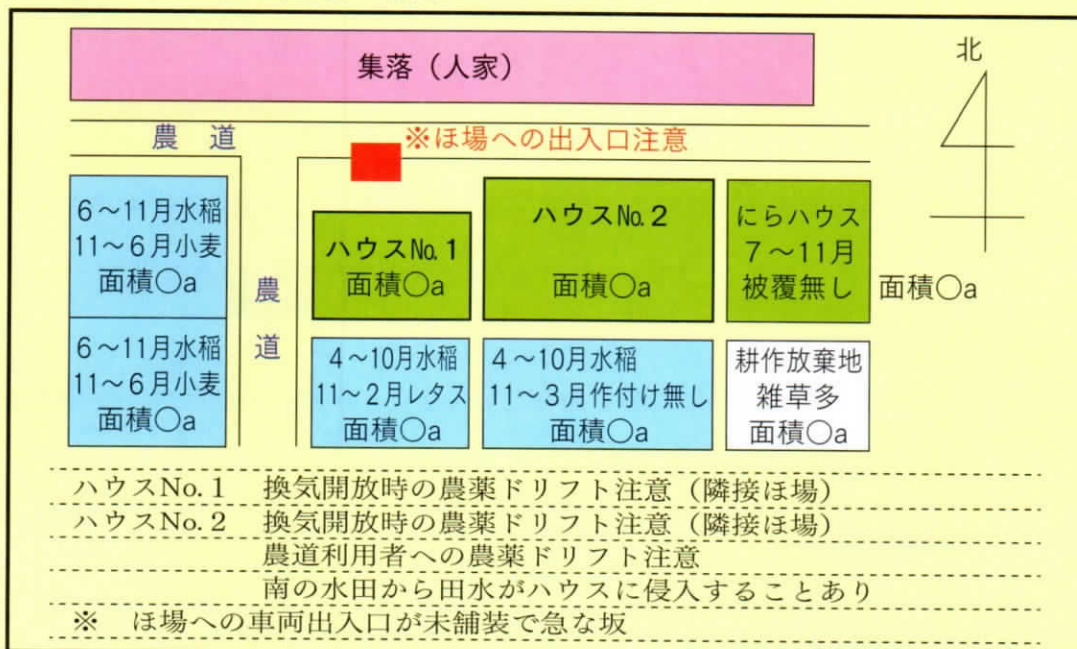 集落（人家）
北
農　道
※ほ場への出入口注意
6～11月水稲
11～6月小麦
面積○a
ハウスNo.1
面積○a
ハウスNo.2
面積○a
にらハウス
7～11月
被覆無し
面積○a
農
道
6～11月水稲
11～6月小麦
面積○a
4～10月水稲
11～2月レタス
面積○a
4～10月水稲
11～3月作付け無し
面積○a
耕作放棄地
雑草多
面積○a
ハウスNo.1　換気開放時の農薬ドリフト注意（隣接ほ場）
ハウスNo.2　換気開放時の農薬ドリフト注意（隣接ほ場）
農道利用者への農薬ドリフト注意
南の水田から田水がハウスに侵入することあり
※　ほ場への車両出入口が未舗装で急な坂